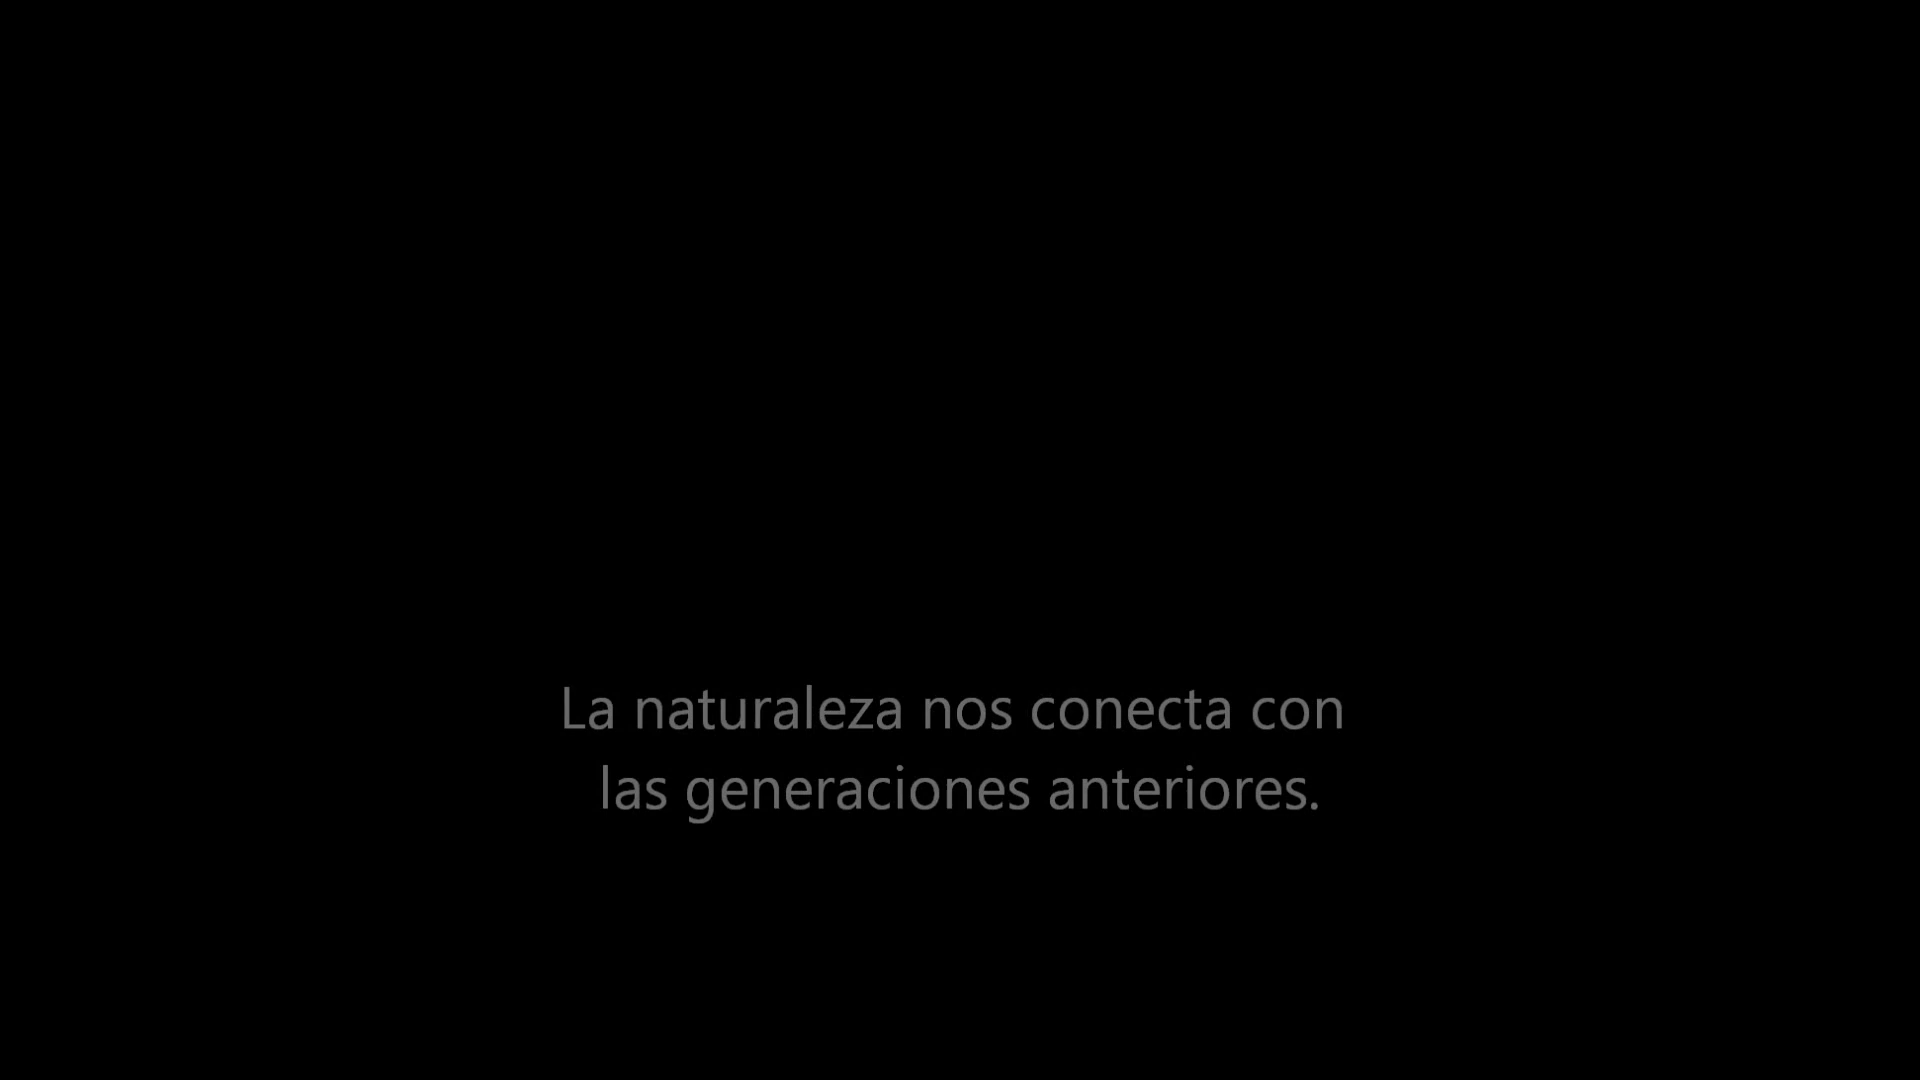 La naturaleza nos conecta con
las generaciones anteriores.